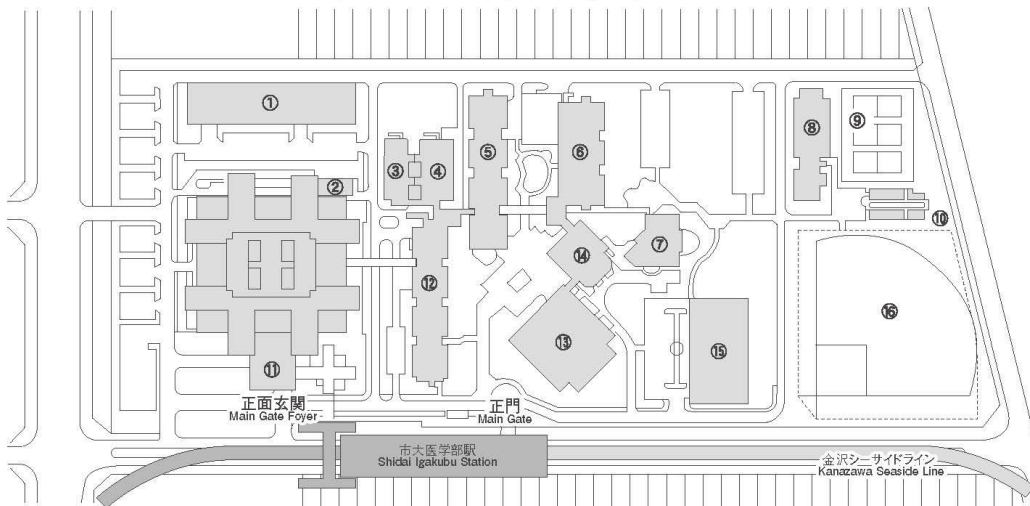 ①
②
③
④
⑤
⑥
⑦
⑧
⑨
⑩
⑪
⑫
⑬
⑭
⑮
⑯
正面玄関
Main Gate Foyer
正門
Main Gate
市大医学部駅
Shidai Igakubu Station
金沢シーサイドライン
Kanazawa Seaside Line